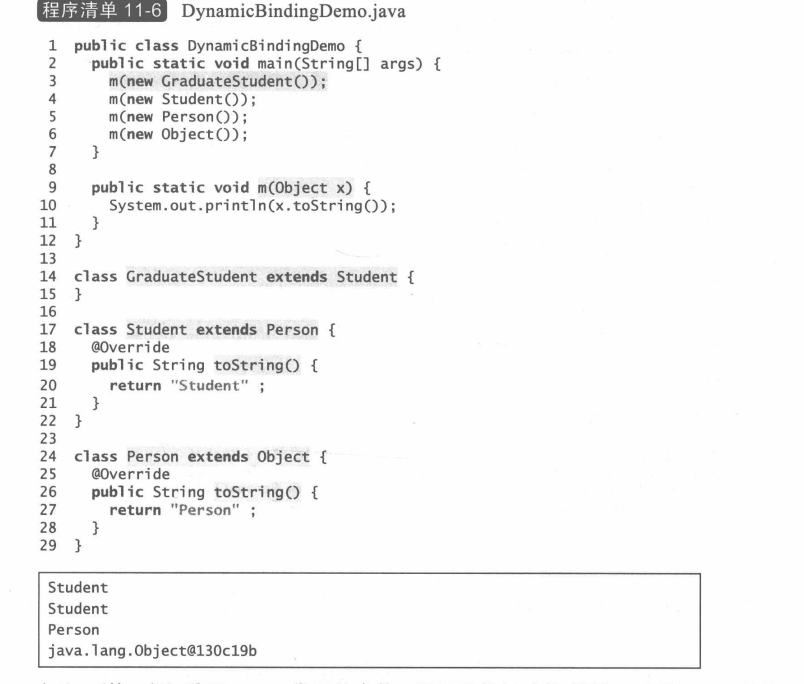 程序清单 11-6 DynamicBindingDemo.java
1 public class DynamicBindingDemo {
2   public static void main(String[] args) {
3     m(new GraduateStudent());
4     m(new Student());
5     m(new Person());
6     m(new Object());
7   }
8
9   public static void m(Object x) {
10     System.out.println(x.toString());
11   }
12 }
13
14 class GraduateStudent extends Student {
15 }
16
17 class Student extends Person {
18   @Override
19   public String toString() {
20     return "Student" ;
21   }
22 }
23
24 class Person extends Object {
25   @Override
26   public String toString() {
27     return "Person" ;
28   }
29 }
Student
Student
Person
java.lang.Object@130c19b